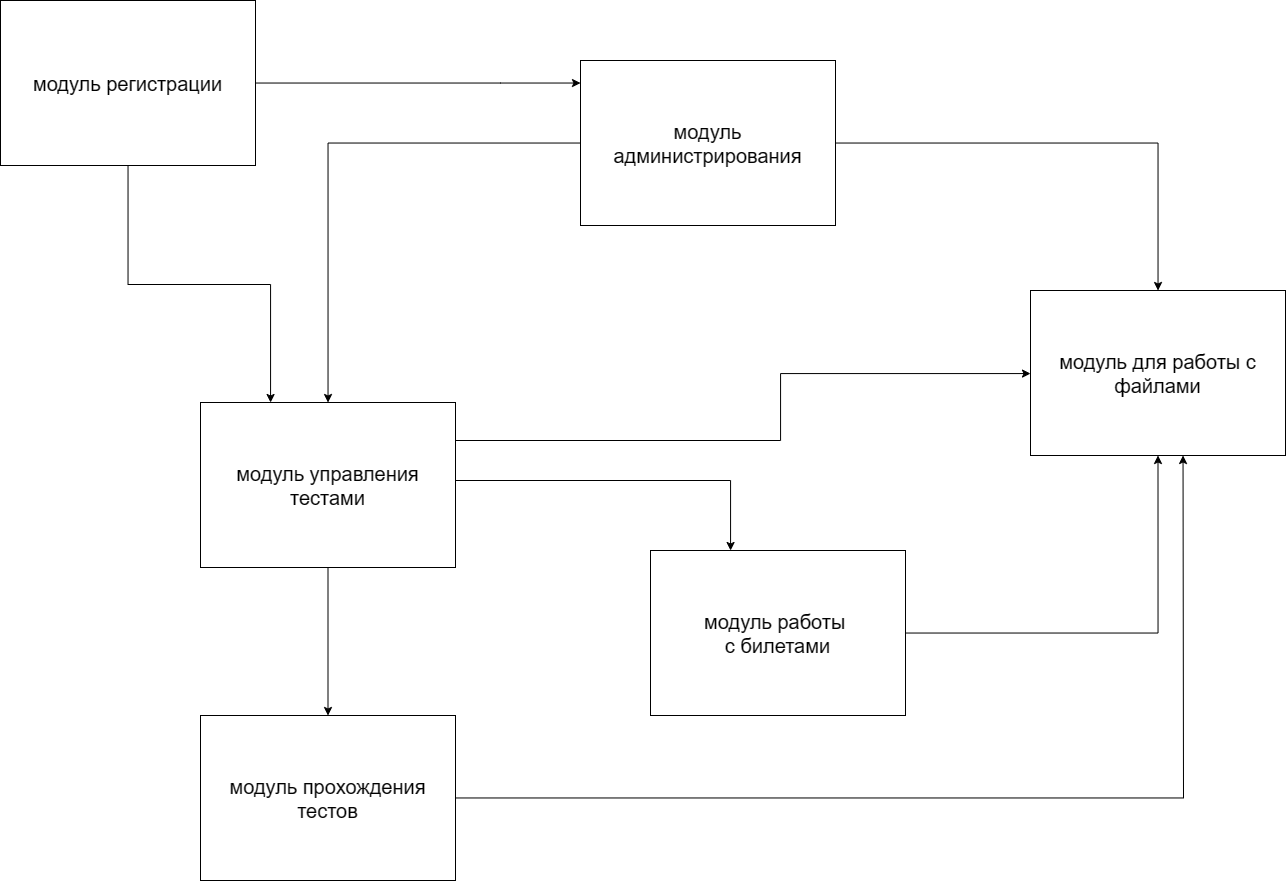 модуль регистрации
модуль
администрирования
модуль для работы с
файлами
модуль управления
тестами
модуль работы
с билетами
модуль прохождения
тестов